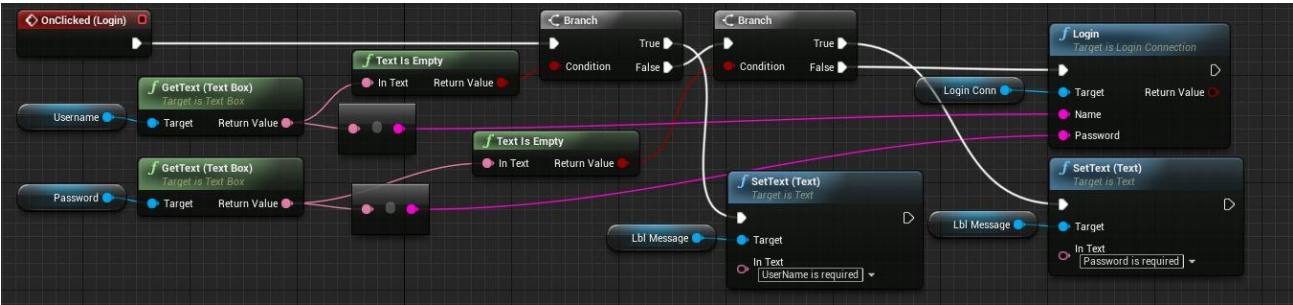 OnClicked (Login)
Branch
True
Condition
False
Branch
True
Condition
False
f Login
Target is Login Connection
Login Conn
Target
Return Value
Name
Password
f Text Is Empty
In Text
Return Value
f GetText (Text Box)
Target is Text Box
Username
Target
Return Value
f Text Is Empty
In Text
Return Value
f GetText (Text Box)
Target is Text Box
Password
Target
Return Value
f SetText (Text)
Target is Text
Lbl Message
Target
In Text
UserName is required
f SetText (Text)
Target is Text
Lbl Message
Target
In Text
Password is required